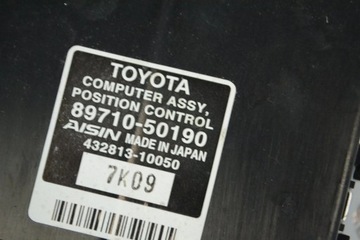 TOYOTA
COMPUTER ASSY,
POSITION CONTROL
89710-50190
AISIN MADE IN JAPAN
432813-10050
7K09